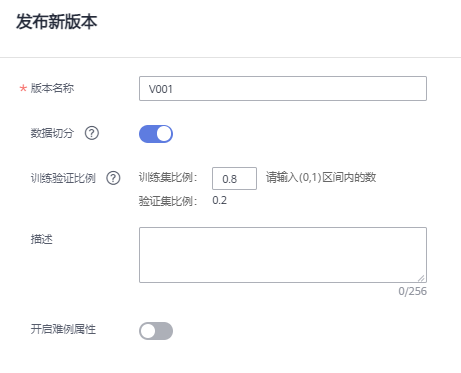 发布新版本
* 版本名称 V001
数据切分 ?
训练验证比例 ? 训练集比例： 0.8 请输入(0,1)区间内的数
验证集比例： 0.2
描述
0/256
开启难例属性